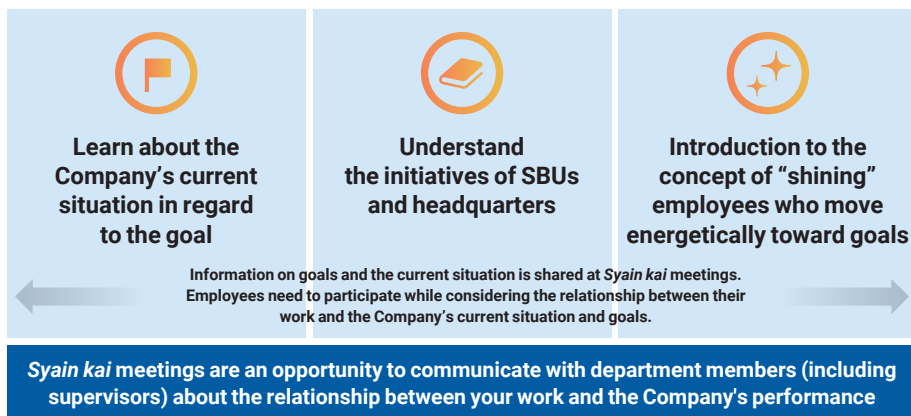 Learn about the
Company’s current
situation in regard
to the goal
Understand
the initiatives of SBUs
and headquarters
Introduction to the
concept of “shining”
employees who move
energetically toward goals
Information on goals and the current situation is shared at Syain kai meetings.
Employees need to participate while considering the relationship between their
work and the Company’s current situation and goals.
Syain kai meetings are an opportunity to communicate with department members (including
supervisors) about the relationship between your work and the Company's performance